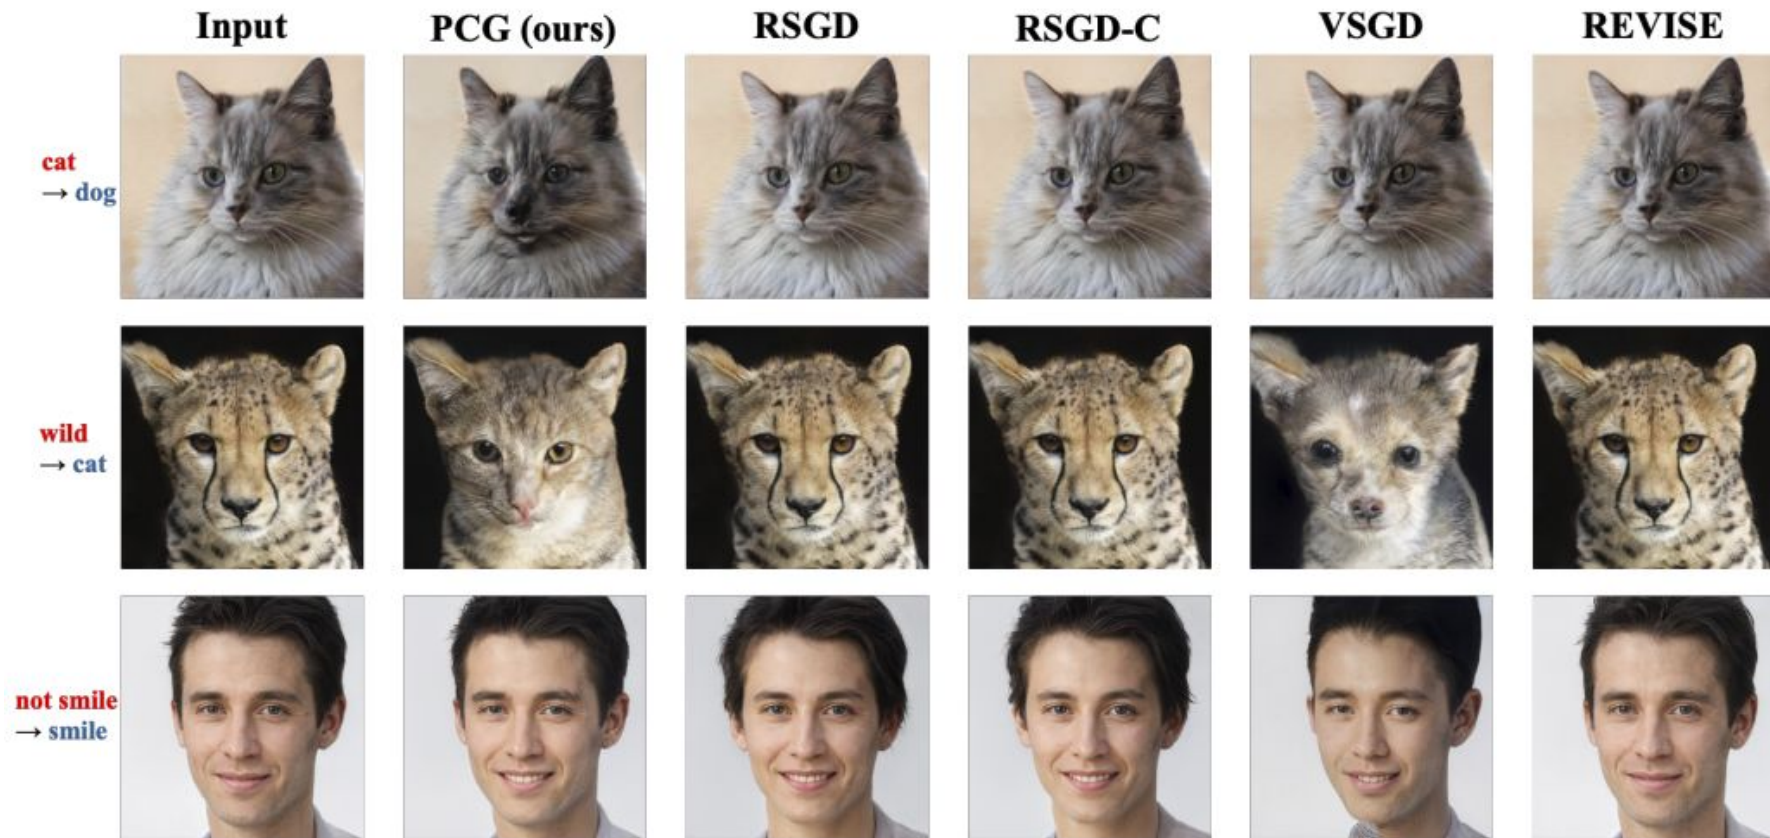 Input PCG (ours) RSGD RSGD-C VSGD REVISE
cat
→ dog
wild
→ cat
not smile
→ smile